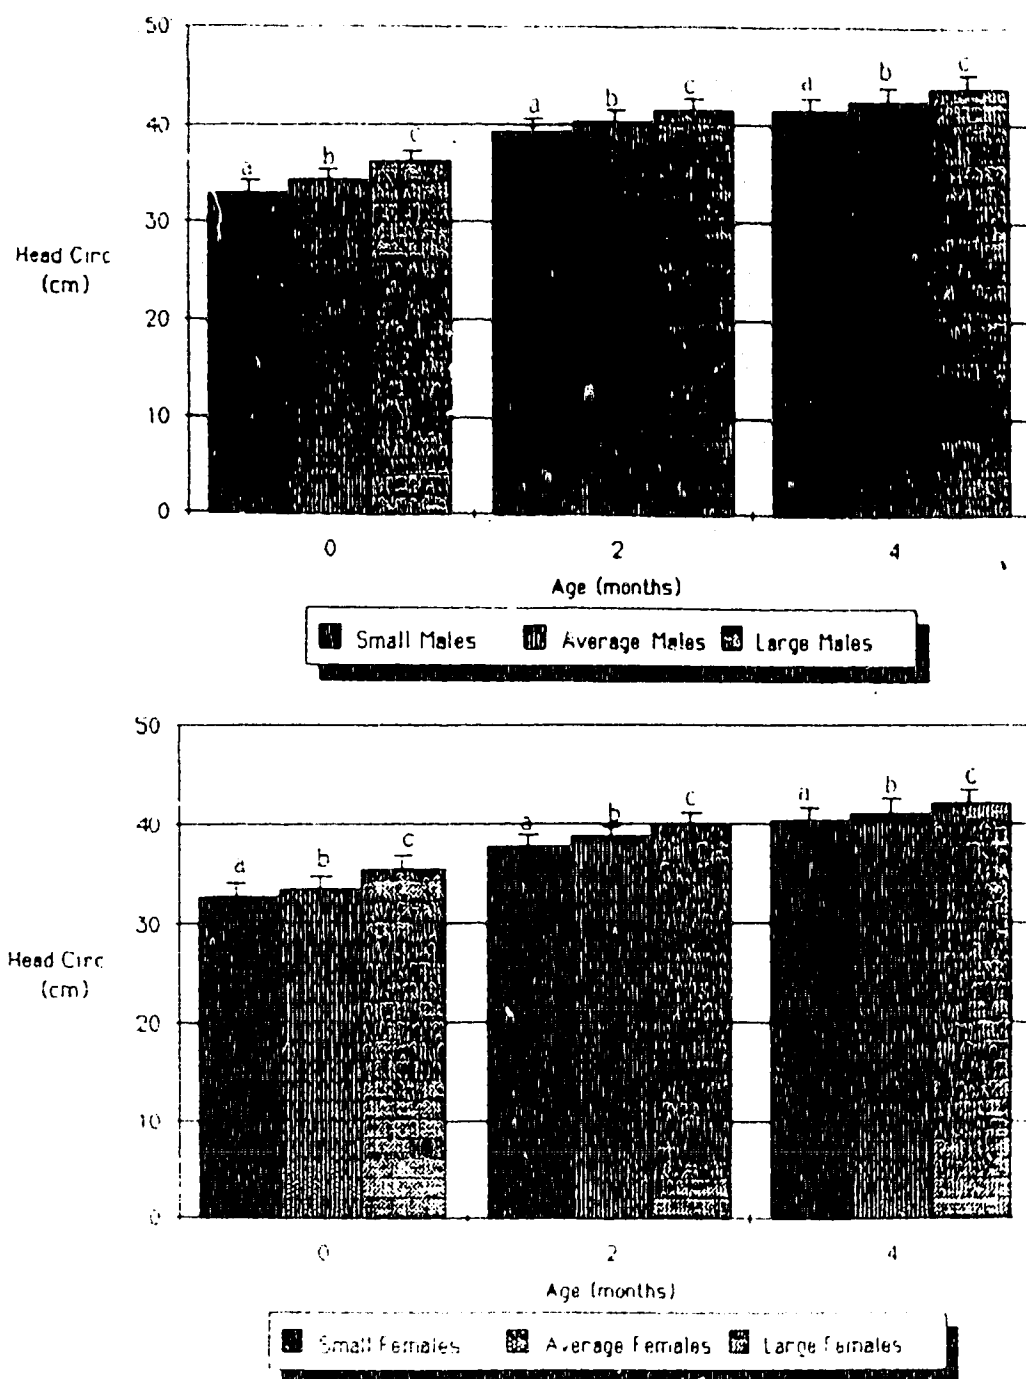 50
c
b
a
c
b
a
40
c
b
a
30
Head Circ
(cm)
20
10
0
0 2 4
Age (months)
Small Males Average Males Large Males
50
c
b
a
c
b
a
40
c
b
a
30
Head Circ
(cm)
20
10
0
0 2 4
Age (months)
Small Females Average Females Large Females